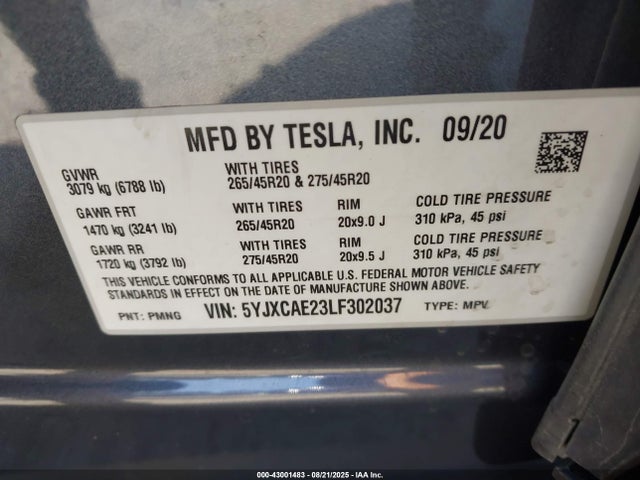 MFD BY TESLA, INC. 09/20
GVWR
3079 kg (6788 lb)
WITH TIRES
265/45R20 & 275/45R20
GAWR FRT
1470 kg (3241 lb)
WITH TIRES
265/45R20
RIM
20x9.0 J
COLD TIRE PRESSURE
310 kPa, 45 psi
GAWR RR
1720 kg (3792 lb)
WITH TIRES
275/45R20
RIM
20x9.5 J
COLD TIRE PRESSURE
310 kPa, 45 psi
THIS VEHICLE CONFORMS TO ALL APPLICABLE U.S. FEDERAL MOTOR VEHICLE SAFETY
STANDARDS IN EFFECT ON THE DATE OF MANUFACTURE SHOWN ABOVE.
PNT: PMNG VIN: 5YJXCAE23LF302037 TYPE: MPV
000-43001483 - 08/21/2025 - IAA Inc.